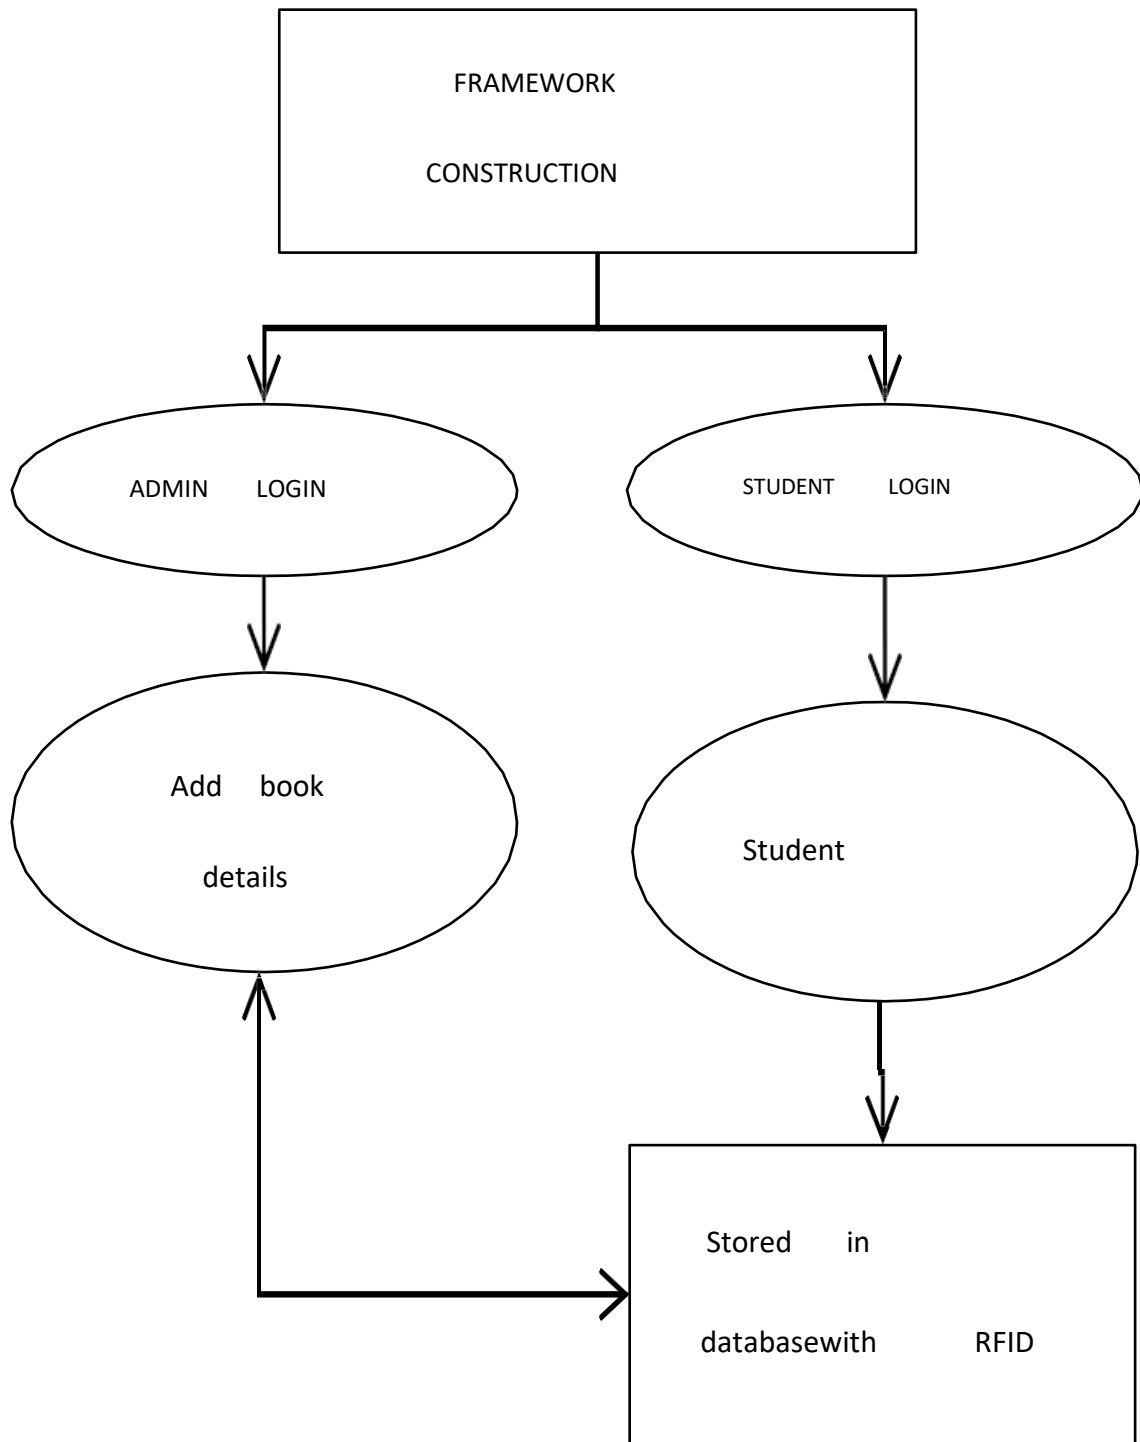 FRAMEWORK
CONSTRUCTION
ADMIN LOGIN
STUDENT LOGIN
Add book
details
Student
Stored in
databasewith RFID